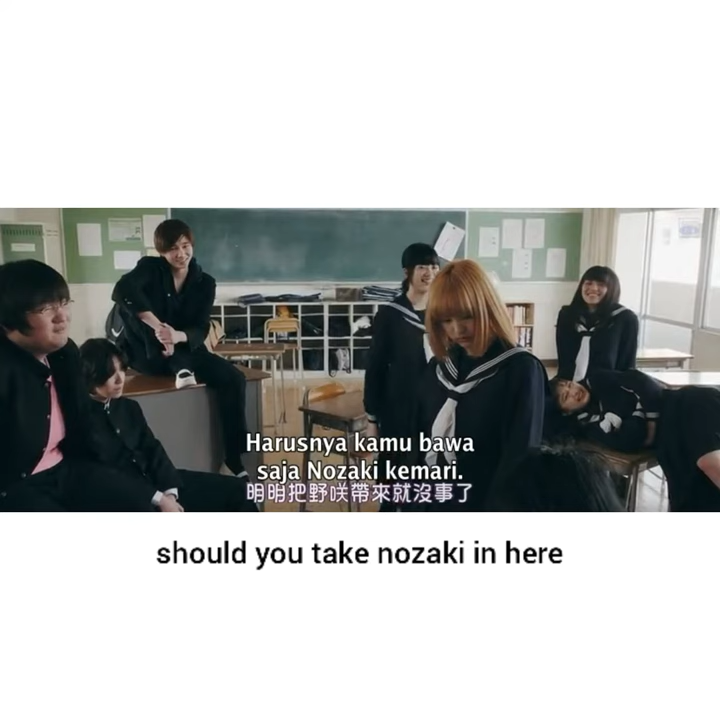 Harusnya kamu bawa
saja Nozaki kemari.
明明把野咲帶來就沒事了
should you take nozaki in here